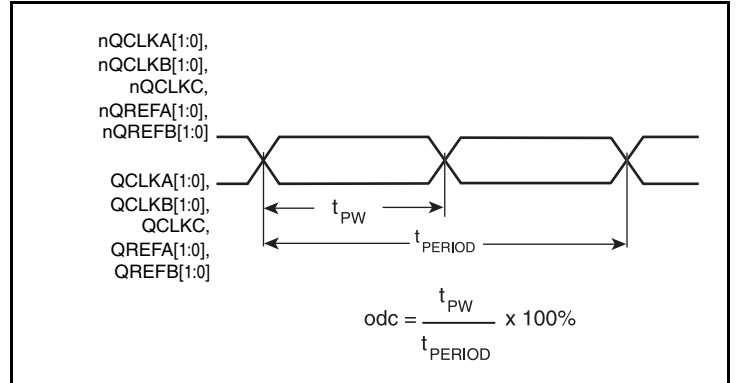 nQCLKA[1:0],
nQCLKB[1:0],
nQCLKC,
nQREFA[1:0],
nQREFB[1:0]
QCLKA[1:0],
QCLKB[1:0],
QCLKC,
QREFA[1:0],
QREFB[1:0]
tPW
tPERIOD
odc = tPW / tPERIOD x 100%